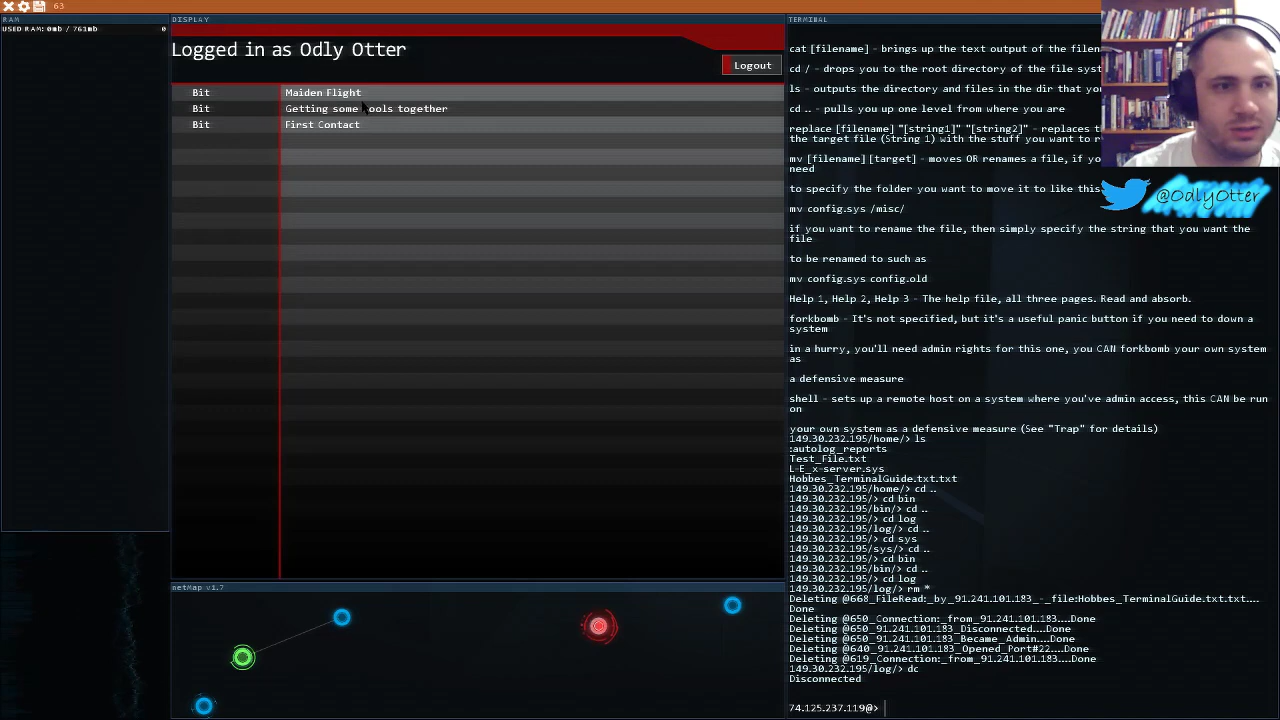 63
RAM
USED RAM: 0mb / 761mb 0
DISPLAY
Logged in as Odly Otter
Logout
Bit Maiden Flight
Bit Getting some ools together
Bit First Contact
netMap v1.7
TERMINAL
cat [filename] - brings up the text output of the filen
cd / - drops you to the root directory of the file syst
ls - outputs the directory and files in the dir that you
cd .. - pulls you up one level from where you are
replace [filename] "[string1]" "[string2]" - replaces t
the target file (String 1) with the stuff you want to r
mv [filename] [target] - moves OR renames a file, if yo
need
to specify the folder you want to move it to like this
mv config.sys /misc/
if you want to rename the file, then simply specify the string that you want the
file
to be renamed to such as
mv config.sys config.old
Help 1, Help 2, Help 3 - The help file, all three pages. Read and absorb.
forkbomb - It's not specified, but it's a useful panic button if you need to down a
system
in a hurry, you'll need admin rights for this one, you CAN forkbomb your own system
as
a defensive measure
shell - sets up a remote host on a system where you've admin access, this CAN be run
on
your own system as a defensive measure (See "Trap" for details)
149.30.232.195/home/> ls
:autolog_reports
Test_File.txt
L-E_x-server.sys
Hobbes_TerminalGuide.txt.txt
149.30.232.195/home/> cd ..
149.30.232.195/> cd bin
149.30.232.195/bin/> cd ..
149.30.232.195/> cd log
149.30.232.195/log/> cd ..
149.30.232.195/> cd sys
149.30.232.195/sys/> cd ..
149.30.232.195/> cd bin
149.30.232.195/bin/> cd ..
149.30.232.195/> cd log
149.30.232.195/log/> rm *
Deleting @668_FileRead:_by_91.241.101.183_-_file:Hobbes_TerminalGuide.txt.txt....
Done
Deleting @650_Connection:_from_91.241.101.183....Done
Deleting @650_91.241.101.183_Disconnected....Done
Deleting @650_91.241.101.183_Became_Admin....Done
Deleting @640_91.241.101.183_Opened_Port#22....Done
Deleting @619_Connection:_from_91.241.101.183....Done
149.30.232.195/log/> dc
Disconnected
74.125.237.119@>
@OdlyOtter